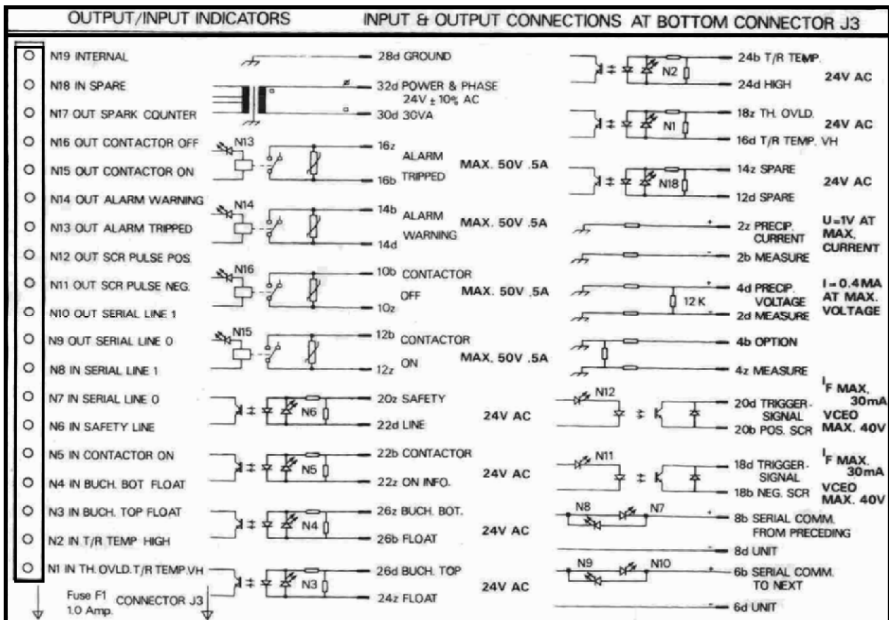 OUTPUT/INPUT INDICATORS
INPUT & OUTPUT CONNECTIONS AT BOTTOM CONNECTOR J3
N19 INTERNAL
N18 IN SPARE
N17 OUT SPARK COUNTER
N16 OUT CONTACTOR OFF
N15 OUT CONTACTOR ON
N14 OUT ALARM WARNING
N13 OUT ALARM TRIPPED
N12 OUT SCR PULSE POS.
N11 OUT SCR PULSE NEG.
N10 OUT SERIAL LINE 1
N9 OUT SERIAL LINE 0
N8 IN SERIAL LINE 1
N7 IN SERIAL LINE 0
N6 IN SAFETY LINE
N5 IN CONTACTOR ON
N4 IN BUCH. BOT FLOAT
N3 IN BUCH. TOP FLOAT
N2 IN T/R TEMP HIGH
N1 IN TH. OVLD. T/R TEMP. VH
Fuse F1
1.0 Amp.
CONNECTOR J3
28d GROUND
32d POWER & PHASE
24V ± 10% AC
30d 30VA
N13
16z
ALARM
TRIPPED
16b
MAX. 50V .5A
N14
14b
ALARM
WARNING
14d
MAX. 50V .5A
N16
10b CONTACTOR
OFF
10z
MAX. 50V .5A
N15
12b CONTACTOR
ON
12z
MAX. 50V .5A
20z SAFETY
N6
22d LINE
24V AC
22b CONTACTOR
N5
22z ON INFO.
24V AC
26z BUCH. BOT.
N4
26b FLOAT
24V AC
26d BUCH. TOP
N3
24z FLOAT
24V AC
24b T/R TEMP.
N2
24d HIGH
24V AC
18z TH. OVLD.
N1
16d T/R TEMP. VH
24V AC
14z SPARE
N18
12d SPARE
24V AC
2z PRECIP.
CURRENT
2b MEASURE
U=1V AT
MAX.
CURRENT
4d PRECIP.
VOLTAGE
12 K
2d MEASURE
I = 0.4MA
AT MAX.
VOLTAGE
4b OPTION
4z MEASURE
N12
20d TRIGGER-
SIGNAL
20b POS. SCR
IF MAX.
30mA
VCEO
MAX. 40V
N11
18d TRIGGER-
SIGNAL
18b NEG. SCR
IF MAX.
30mA
VCEO
MAX. 40V
N8
N7
8b SERIAL COMM.
FROM PRECEDING
8d UNIT
N9
N10
6b SERIAL COMM.
TO NEXT
6d UNIT